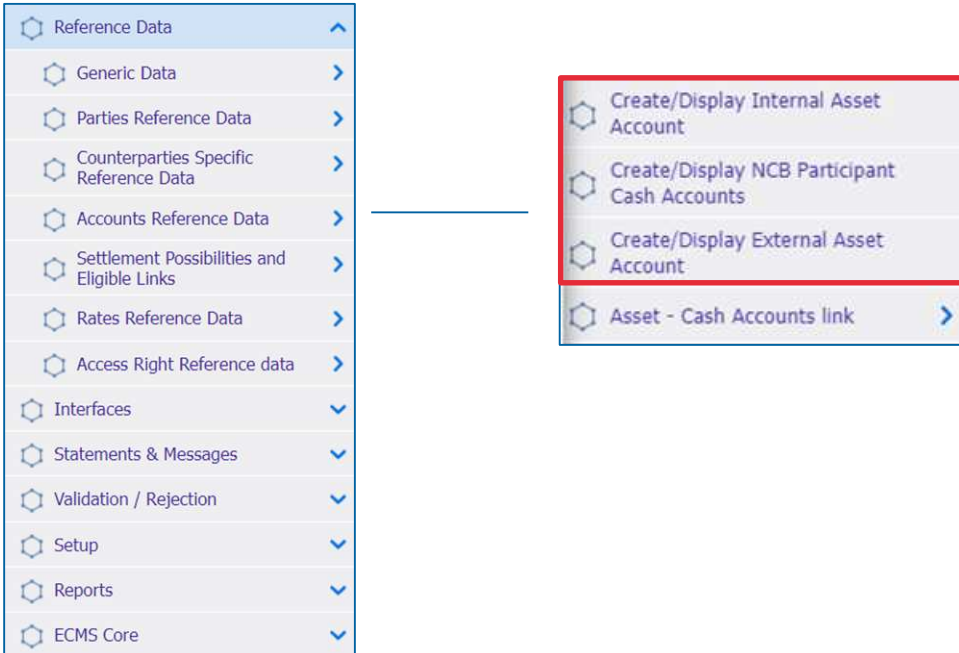 Reference Data
Generic Data
Parties Reference Data
Counterparties Specific
Reference Data
Accounts Reference Data
Settlement Possibilities and
Eligible Links
Rates Reference Data
Access Right Reference data
Interfaces
Statements & Messages
Validation / Rejection
Setup
Reports
ECMS Core
Create/Display Internal Asset
Account
Create/Display NCB Participant
Cash Accounts
Create/Display External Asset
Account
Asset - Cash Accounts link